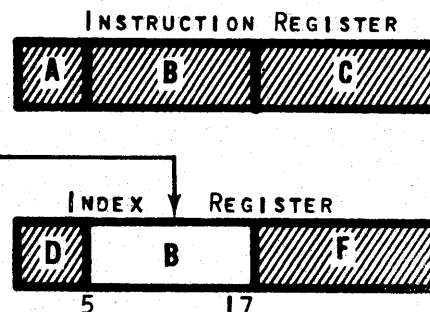 INSTRUCTION REGISTER
A B C
INDEX REGISTER
D B F
5 17